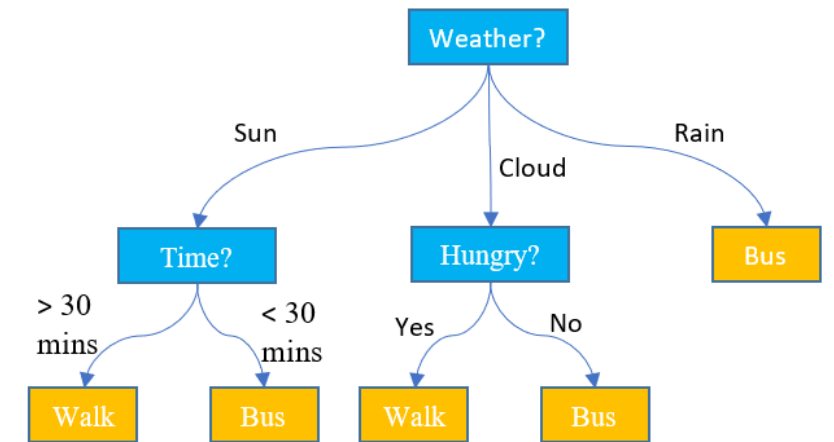 Weather?
Sun
Rain
Cloud
Time?
Hungry?
Bus
> 30
mins
< 30
mins
Yes
No
Walk
Bus
Walk
Bus